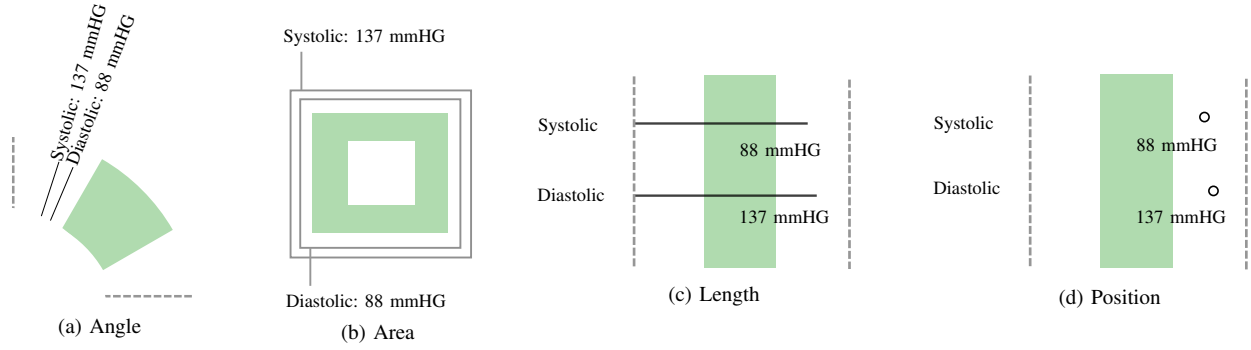 Systolic: 137 mmHG
Diastolic: 88 mmHG
(a) Angle
Systolic: 137 mmHG
Diastolic: 88 mmHG
(b) Area
Systolic
88 mmHG
Diastolic
137 mmHG
(c) Length
Systolic
88 mmHG
Diastolic
137 mmHG
(d) Position